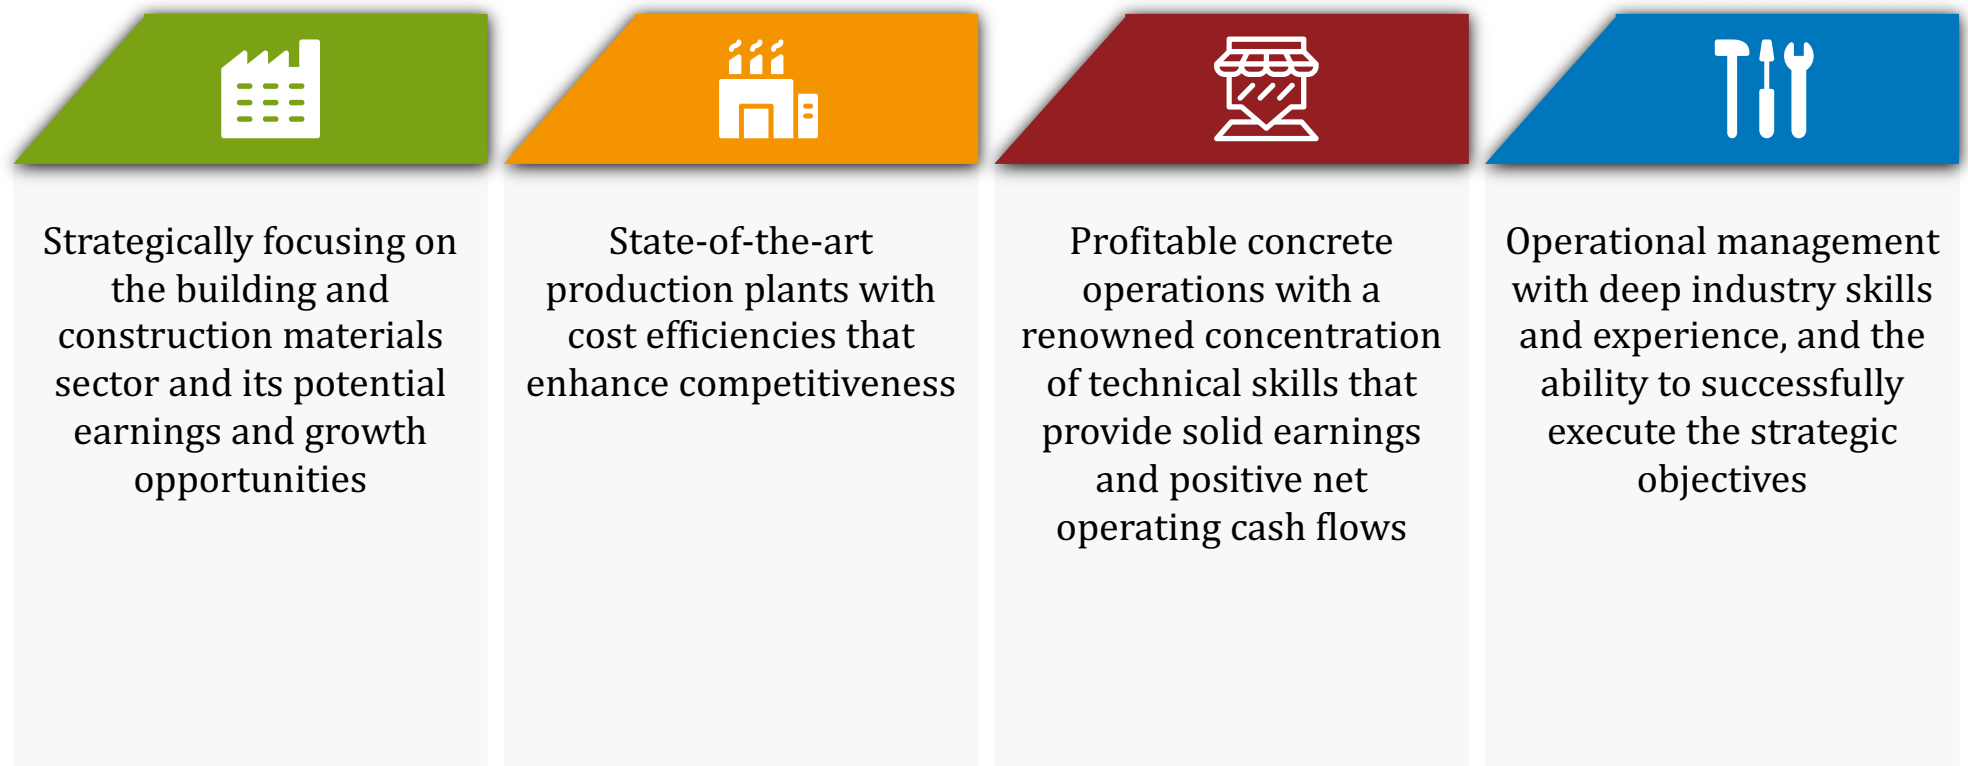 Strategically focusing on
the building and
construction materials
sector and its potential
earnings and growth
opportunities
State-of-the-art
production plants with
cost efficiencies that
enhance competitiveness
Profitable concrete
operations with a
renowned concentration
of technical skills that
provide solid earnings
and positive net
operating cash flows
Operational management
with deep industry skills
and experience, and the
ability to successfully
execute the strategic
objectives